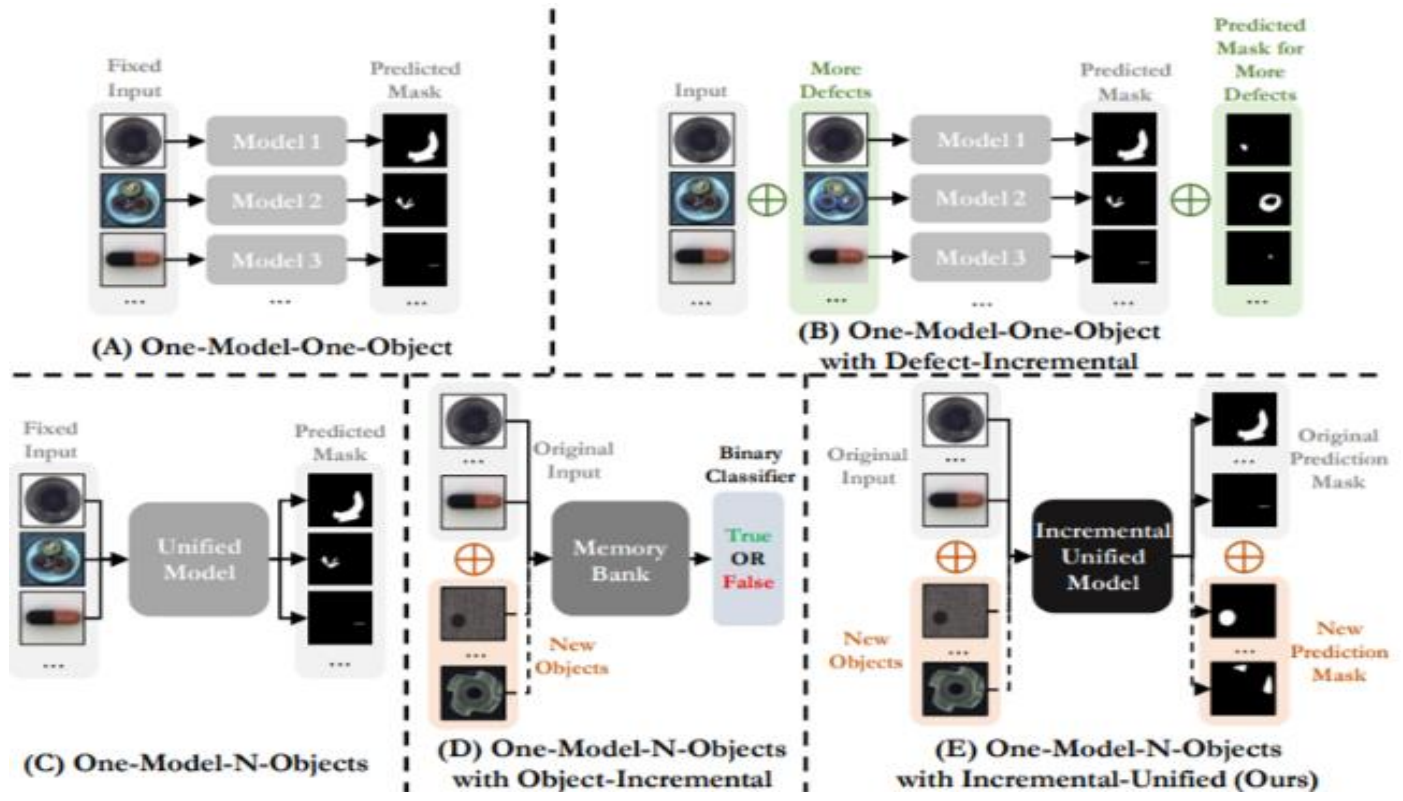 Fixed
Input
Predicted
Mask
Model 1
Model 2
Model 3
...
...
...
(A) One-Model-One-Object
Input
More
Defects
Predicted
Mask
Predicted
Mask for
More
Defects
Model 1
Model 2
Model 3
...
...
...
...
...
(B) One-Model-One-Object
with Defect-Incremental
Fixed
Input
Predicted
Mask
Unified
Model
...
...
(C) One-Model-N-Objects
...
Original
Input
Binary
Classifier
Memory
Bank
True
OR
False
...
New
Objects
(D) One-Model-N-Objects
with Object-Incremental
Original
Input
...
Incremental
Unified
Model
...
Original
Prediction
Mask
New
Objects
...
...
New
Prediction
Mask
(E) One-Model-N-Objects
with Incremental-Unified (Ours)